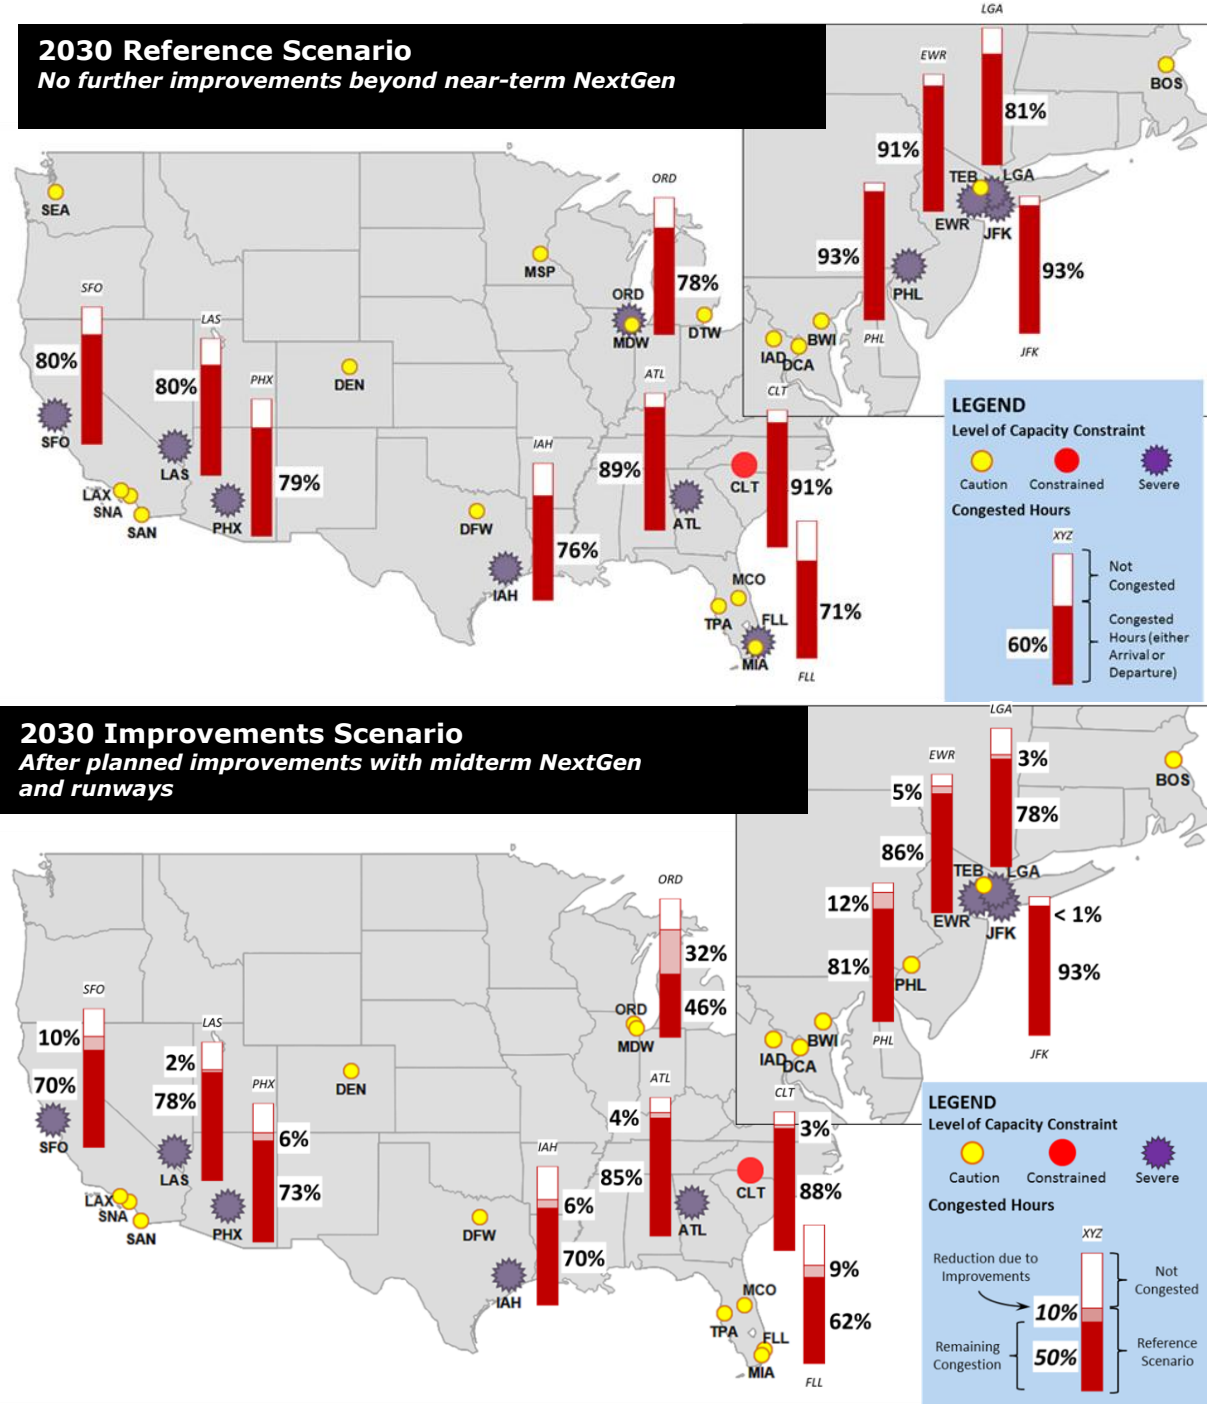 2030 Reference Scenario
No further improvements beyond near-term NextGen
LGA
EWR
BOS
81%
91%
TEB
LGA
EWR
JFK
93%
PHL
93%
BWI
IAD
DCA
PHL
JFK
SEA
MSP
ORD
ORD
78%
MDW
DTW
SFO
80%
SFO
LAS
80%
LAS
PHX
79%
PHX
DEN
LAX
SNA
SAN
DFW
IAH
76%
IAH
ATL
89%
ATL
CLT
CLT
91%
MCO
TPA
FLL
MIA
71%
FLL
LEGEND
Level of Capacity Constraint
Caution
Constrained
Severe
Congested Hours
XYZ
Not
Congested
Congested
Hours (either
Arrival or
Departure)
60%
2030 Improvements Scenario
After planned improvements with midterm NextGen
and runways
LGA
3%
EWR
5%
BOS
78%
86%
TEB
LGA
EWR
JFK
12%
81%
PHL
< 1%
93%
BWI
IAD
DCA
PHL
JFK
ORD
32%
46%
ORD
MDW
SFO
10%
70%
SFO
LAS
2%
78%
LAS
PHX
6%
73%
PHX
DEN
LAX
SNA
SAN
DFW
IAH
6%
70%
IAH
ATL
4%
85%
ATL
CLT
3%
CLT
88%
MCO
TPA
FLL
MIA
9%
62%
FLL
LEGEND
Level of Capacity Constraint
Caution
Constrained
Severe
Congested Hours
XYZ
Reduction due to
Improvements
Not
Congested
10%
Remaining
Congestion
50%
Reference
Scenario